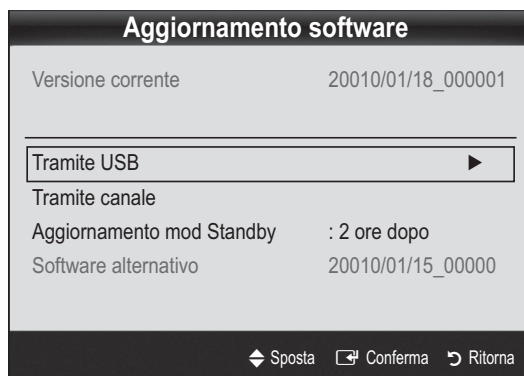 Aggiornamento software
Versione corrente 20010/01/18_000001
Tramite USB ▶
Tramite canale
Aggiornamento mod Standby : 2 ore dopo
Software alternativo 20010/01/15_00000
Sposta Conferma Ritorna